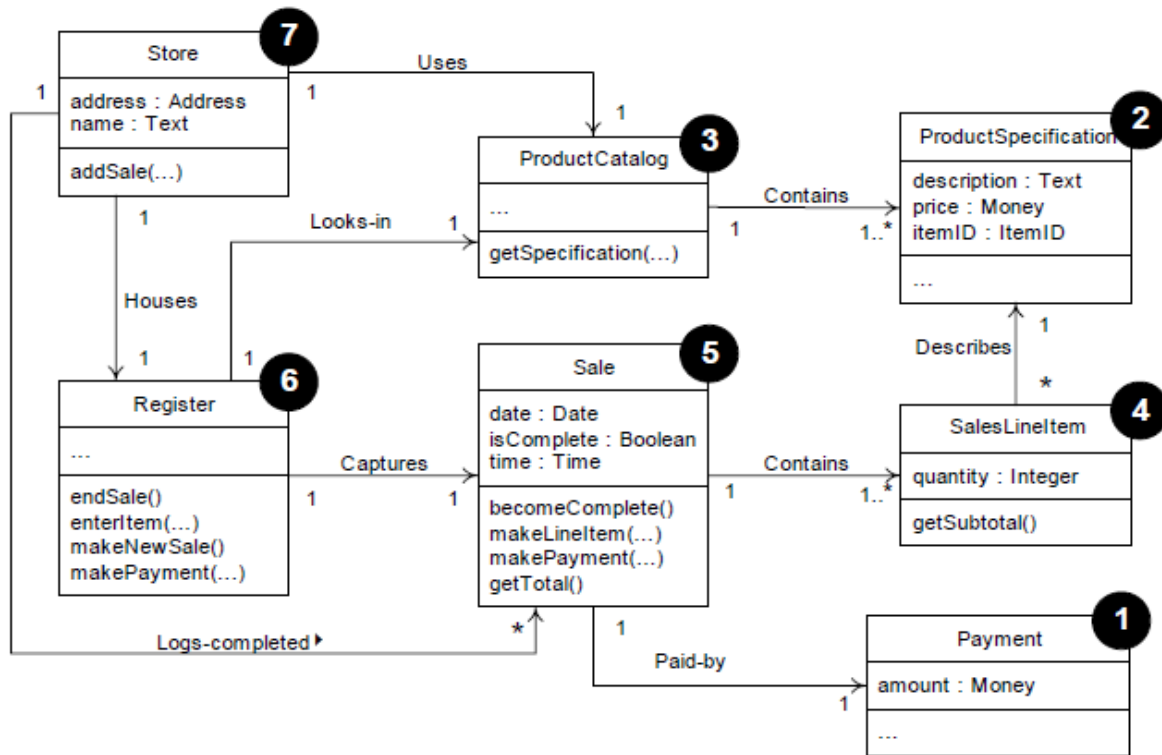 7
Store
address : Address
name : Text
addSale(...)
1
1
Uses
1
3
ProductCatalog
...
getSpecification(...)
2
ProductSpecification
description : Text
price : Money
itemID : ItemID
...
Contains
1
1..*
1
Looks-in
1
Houses
1
1
6
Register
...
endSale()
enterItem(...)
makeNewSale()
makePayment(...)
Captures
1
1
5
Sale
date : Date
isComplete : Boolean
time : Time
becomeComplete()
makeLineItem(...)
makePayment(...)
getTotal()
Contains
1
1..*
1
Describes
*
4
SalesLineItem
quantity : Integer
getSubtotal()
Logs-completed
*
1
Paid-by
1
1
Payment
amount : Money
...